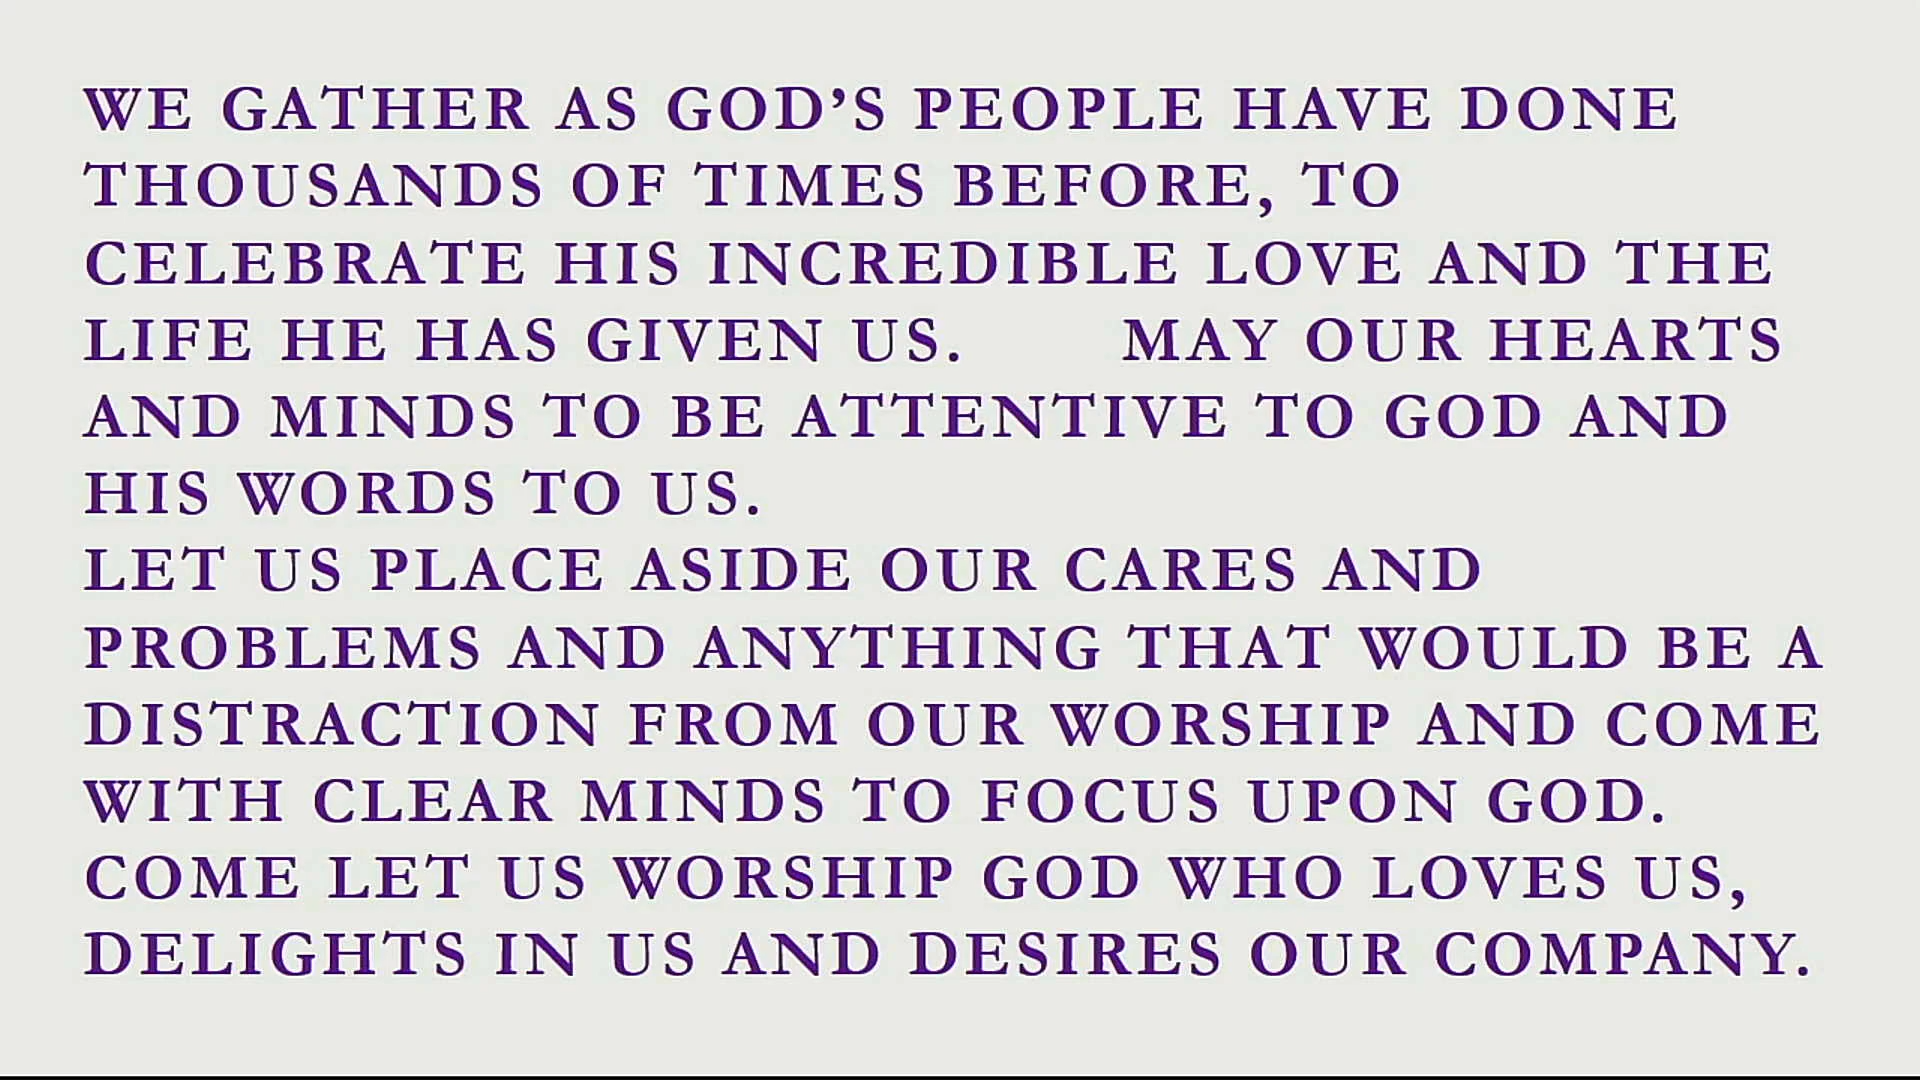 WE GATHER AS GOD’S PEOPLE HAVE DONE
THOUSANDS OF TIMES BEFORE, TO
CELEBRATE HIS INCREDIBLE LOVE AND THE
LIFE HE HAS GIVEN US. MAY OUR HEARTS
AND MINDS TO BE ATTENTIVE TO GOD AND
HIS WORDS TO US.
LET US PLACE ASIDE OUR CARES AND
PROBLEMS AND ANYTHING THAT WOULD BE A
DISTRACTION FROM OUR WORSHIP AND COME
WITH CLEAR MINDS TO FOCUS UPON GOD.
COME LET US WORSHIP GOD WHO LOVES US,
DELIGHTS IN US AND DESIRES OUR COMPANY.